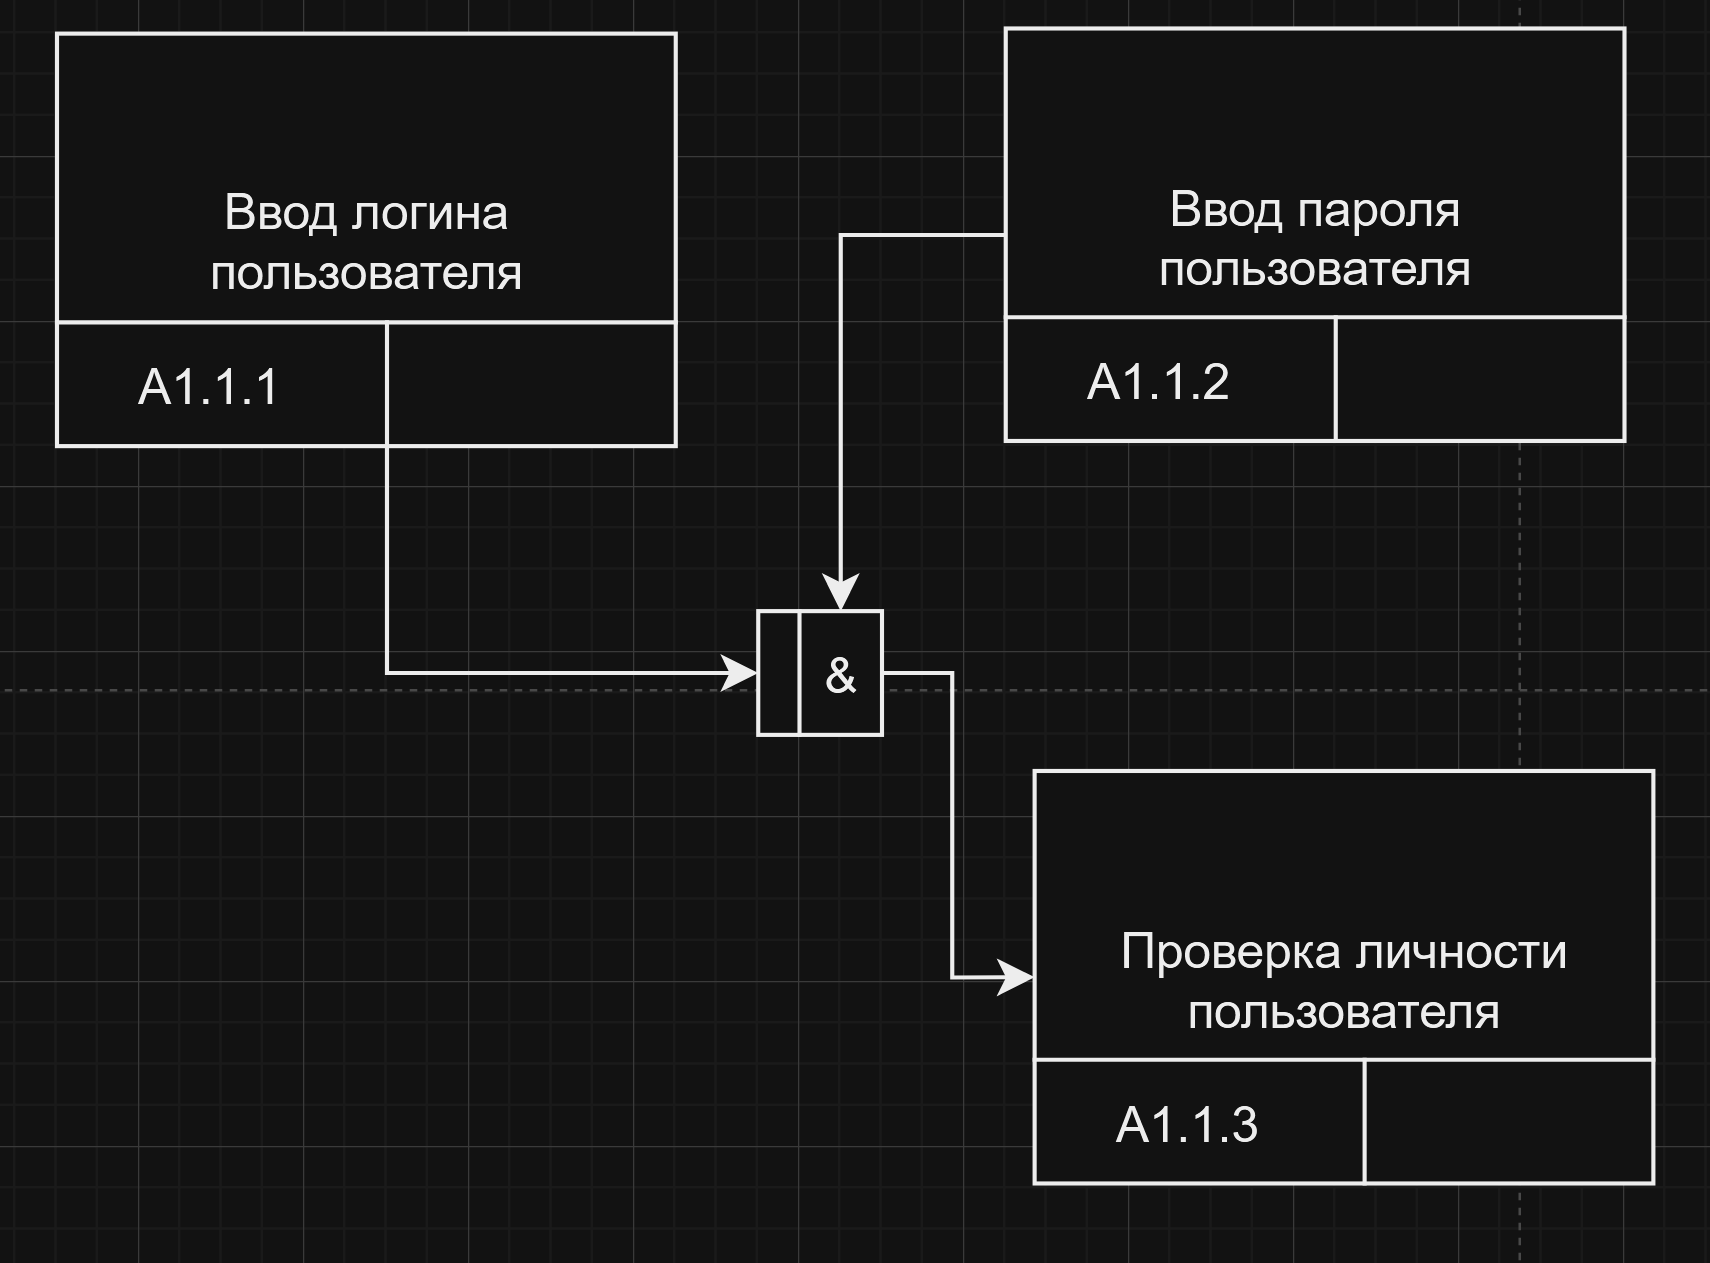 Ввод логина
пользователя
A1.1.1
Ввод пароля
пользователя
A1.1.2
&
Проверка личности
пользователя
A1.1.3